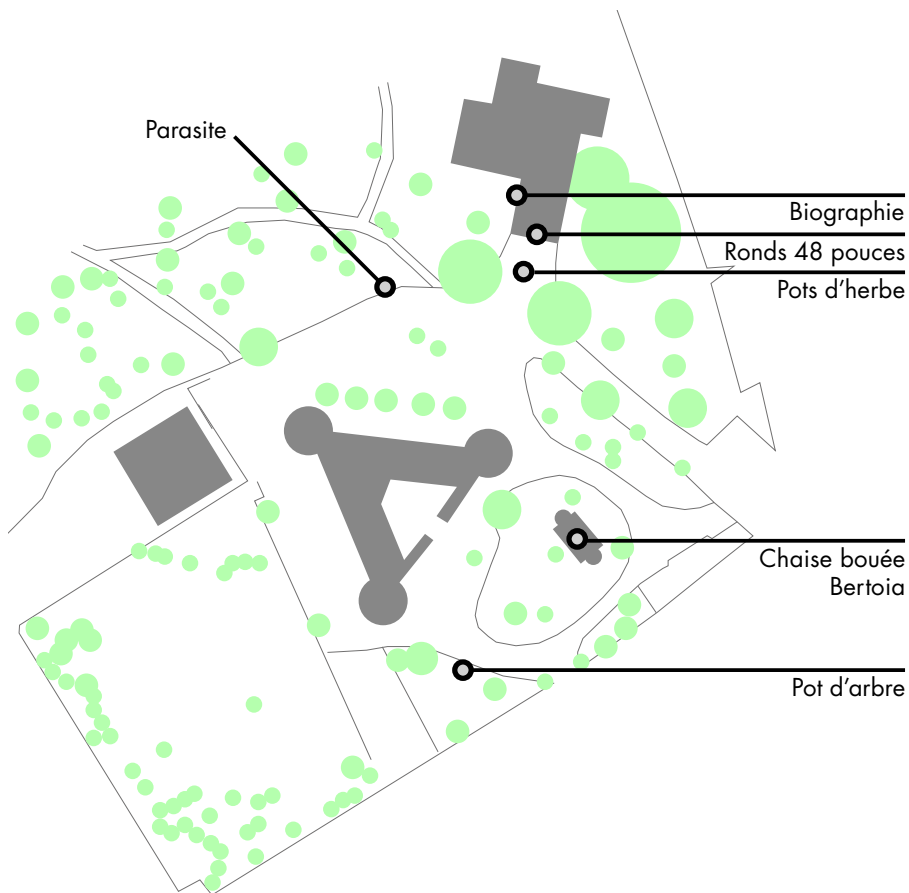 Parasite
Biographie
Ronds 48 pouces
Pots d’herbe
Chaise bouée
Bertoia
Pot d’arbre